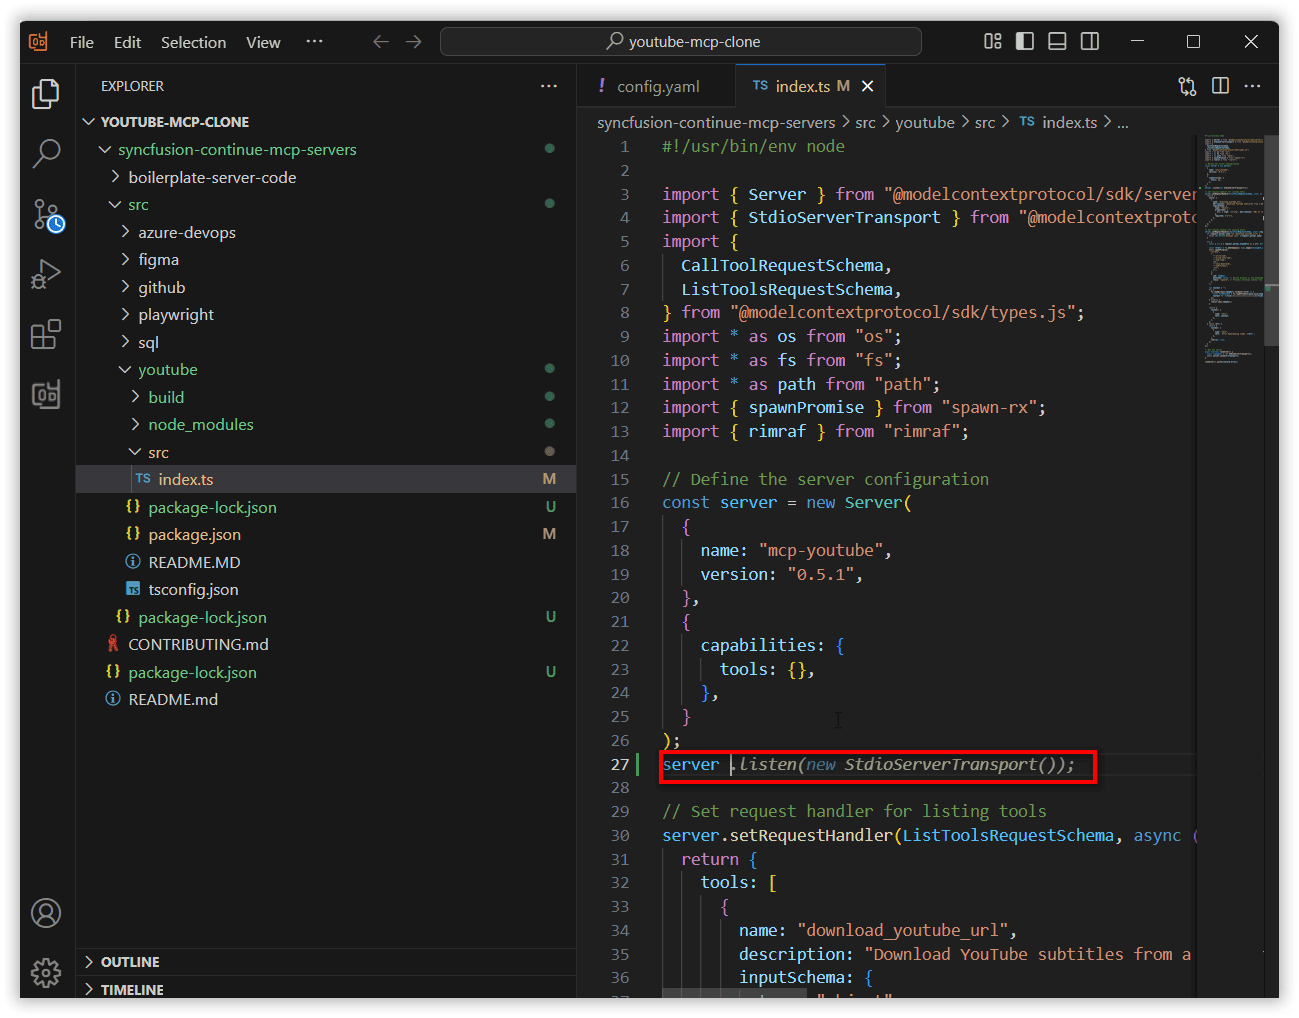 File Edit Selection View ··· youtube-mcp-clone
EXPLORER ···
YOUTUBE-MCP-CLONE
syncfusion-continue-mcp-servers
boilerplate-server-code
src
azure-devops
figma
github
playwright
sql
youtube
build
node_modules
src
TS index.ts M
{} package-lock.json U
{} package.json M
README.MD
TS tsconfig.json
{} package-lock.json U
CONTRIBUTING.md
{} package-lock.json U
README.md
OUTLINE
TIMELINE
! config.yaml TS index.ts M
syncfusion-continue-mcp-servers > src > youtube > src > TS index.ts > ...
1 #!/usr/bin/env node
2
3 import { Server } from "@modelcontextprotocol/sdk/server
4 import { StdioServerTransport } from "@modelcontextproto
5 import {
6 CallToolRequestSchema,
7 ListToolsRequestSchema,
8 } from "@modelcontextprotocol/sdk/types.js";
9 import * as os from "os";
10 import * as fs from "fs";
11 import * as path from "path";
12 import { spawnPromise } from "spawn-rx";
13 import { rimraf } from "rimraf";
14
15 // Define the server configuration
16 const server = new Server(
17 {
18 name: "mcp-youtube",
19 version: "0.5.1",
20 },
21 {
22 capabilities: {
23 tools: {},
24 },
25 }
26 );
27 server .listen(new StdioServerTransport());
28
29 // Set request handler for listing tools
30 server.setRequestHandler(ListToolsRequestSchema, async (
31 return {
32 tools: [
33 {
34 name: "download_youtube_url",
35 description: "Download YouTube subtitles from a
36 inputSchema: {